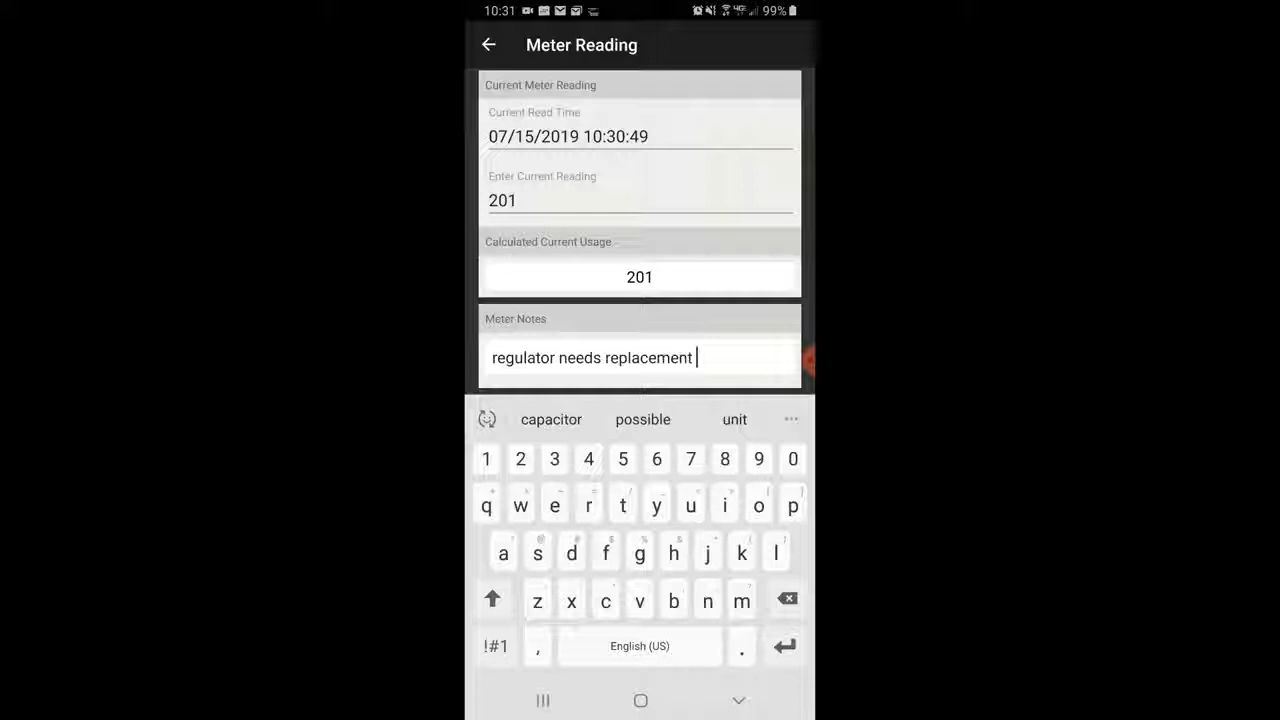 10:31 99%
Meter Reading
Current Meter Reading
Current Read Time
07/15/2019 10:30:49
Enter Current Reading
201
Calculated Current Usage
201
Meter Notes
regulator needs replacement
capacitor possible unit ...
1 2 3 4 5 6 7 8 9 0
q w e r t y u i o p
a s d f g h j k l
z x c v b n m
!#1 , English (US) .